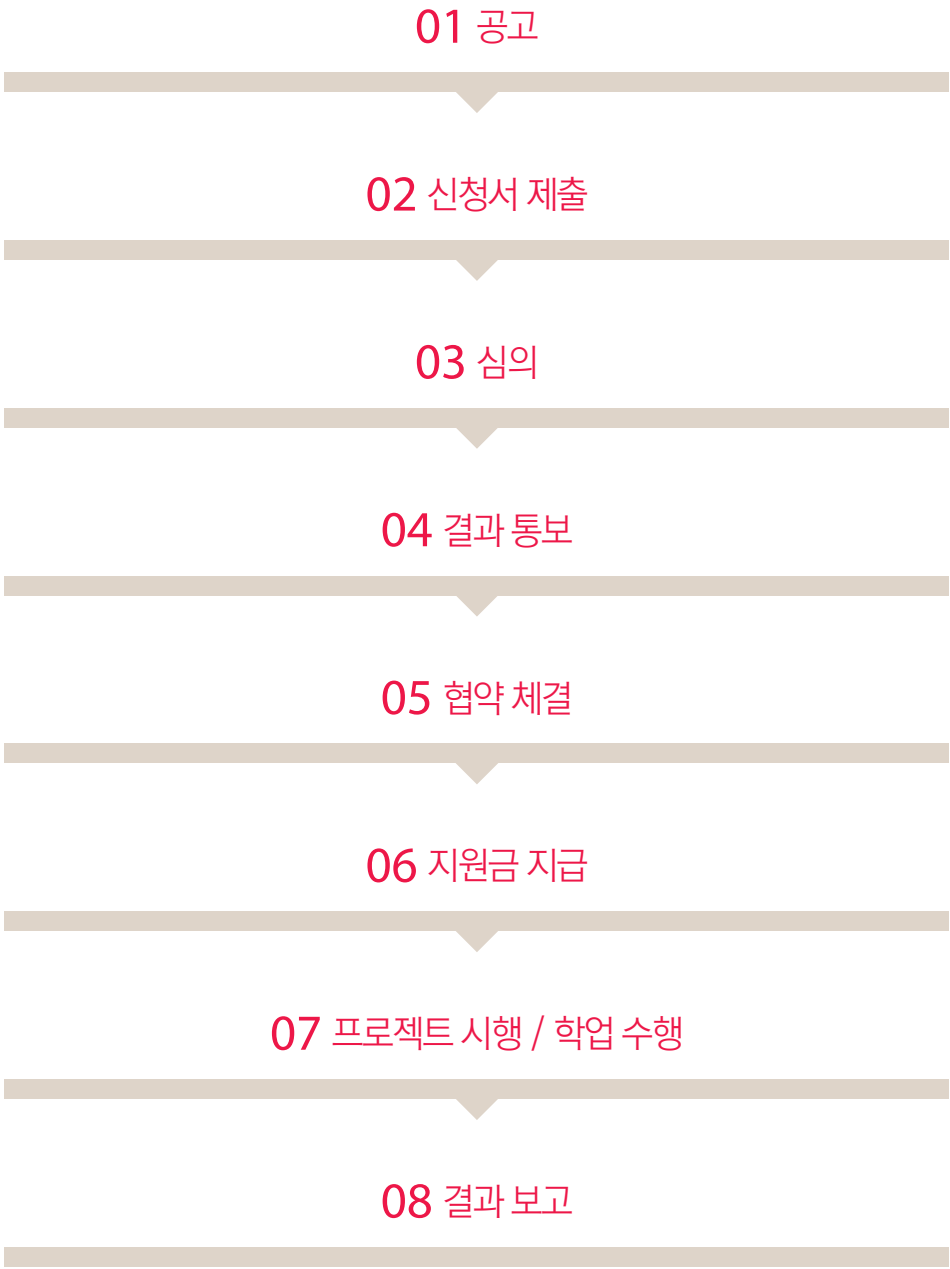 01 공고
02 신청서 제출
03 심의
04 결과 통보
05 협약 체결
06 지원금 지급
07 프로젝트 시행 / 학업 수행
08 결과 보고